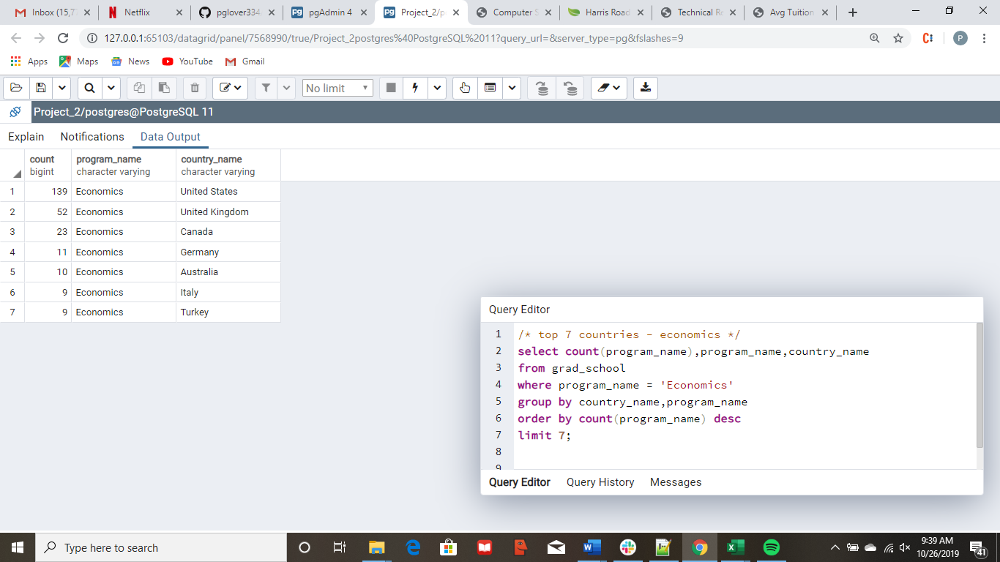 Inbox (15,7 Netflix pglover334 pgAdmin 4 Project_2/p Computer S Harris Road Technical Re Avg Tuition
127.0.0.1:65103/datagrid/panel/7568990/true/Project_2postgres%40PostgreSQL%2011?query_url=&server_type=pg&fslashes=9 C: P
Apps Maps News YouTube Gmail
No limit
Project_2/postgres@PostgreSQL 11
Explain Notifications Data Output
count program_name country_name
bigint character varying character varying
1 139 Economics United States
2 52 Economics United Kingdom
3 23 Economics Canada
4 11 Economics Germany
5 10 Economics Australia
6 9 Economics Italy
7 9 Economics Turkey
Query Editor
1 /* top 7 countries - economics */
2 select count(program_name),program_name,country_name
3 from grad_school
4 where program_name = 'Economics'
5 group by country_name,program_name
6 order by count(program_name) desc
7 limit 7;
8
9
Query Editor Query History Messages
Type here to search
9:39 AM
10/26/2019
41